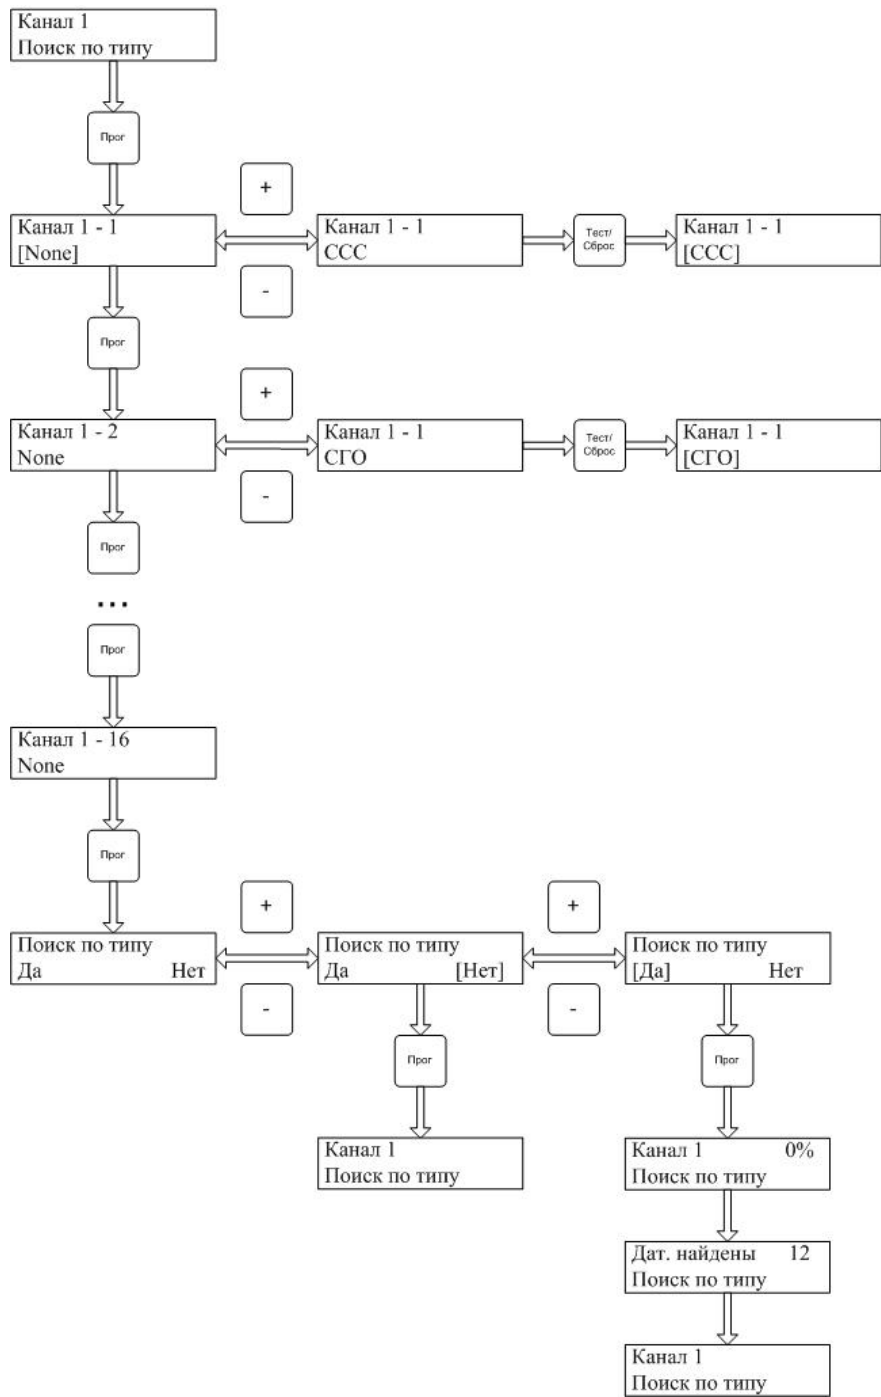 Канал 1
Поиск по типу
Прог
+
Канал 1 - 1
[None]
Канал 1 - 1
ССС
Тест/
Сброс
Канал 1 - 1
[ССС]
-
Прог
+
Канал 1 - 2
None
Канал 1 - 1
СГО
Тест/
Сброс
Канал 1 - 1
[СГО]
-
Прог
...
Прог
Канал 1 - 16
None
Прог
+
+
Поиск по типу
Да Нет
Поиск по типу
Да [Нет]
Поиск по типу
[Да] Нет
-
-
Прог
Прог
Канал 1
Поиск по типу
Канал 1 0%
Поиск по типу
Дат. найдены 12
Поиск по типу
Канал 1
Поиск по типу